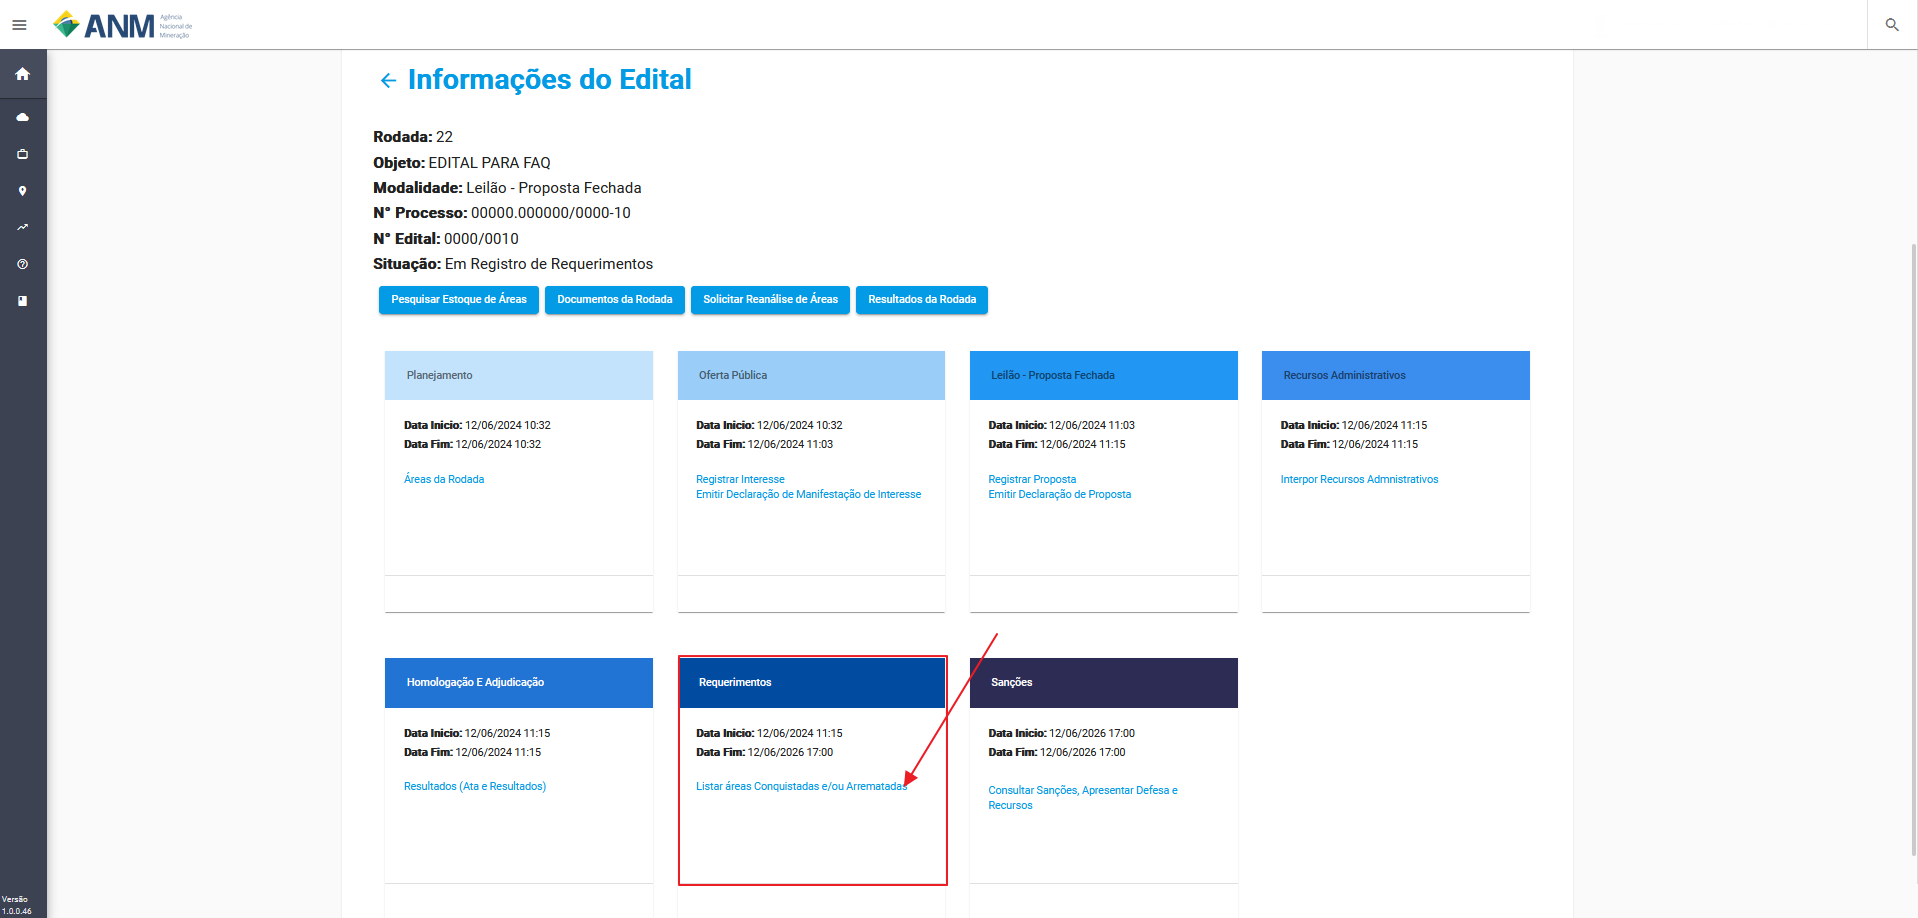 ANM
Agência
Nacional de
Mineração
Informações do Edital
Rodada: 22
Objeto: EDITAL PARA FAQ
Modalidade: Leilão - Proposta Fechada
N° Processo: 00000.000000/0000-10
N° Edital: 0000/0010
Situação: Em Registro de Requerimentos
Pesquisar Estoque de Áreas
Documentos da Rodada
Solicitar Reanálise de Áreas
Resultados da Rodada
Planejamento
Data Inicio: 12/06/2024 10:32
Data Fim: 12/06/2024 10:32
Áreas da Rodada
Oferta Pública
Data Inicio: 12/06/2024 10:32
Data Fim: 12/06/2024 11:03
Registrar Interesse
Emitir Declaração de Manifestação de Interesse
Leilão - Proposta Fechada
Data Inicio: 12/06/2024 11:03
Data Fim: 12/06/2024 11:15
Registrar Proposta
Emitir Declaração de Proposta
Recursos Administrativos
Data Inicio: 12/06/2024 11:15
Data Fim: 12/06/2024 11:15
Interpor Recursos Admnistrativos
Homologação E Adjudicação
Data Inicio: 12/06/2024 11:15
Data Fim: 12/06/2024 11:15
Resultados (Ata e Resultados)
Requerimentos
Data Inicio: 12/06/2024 11:15
Data Fim: 12/06/2026 17:00
Listar áreas Conquistadas e/ou Arrematadas
Sanções
Data Inicio: 12/06/2026 17:00
Data Fim: 12/06/2026 17:00
Consultar Sanções, Apresentar Defesa e
Recursos
Versão
1.0.0.46